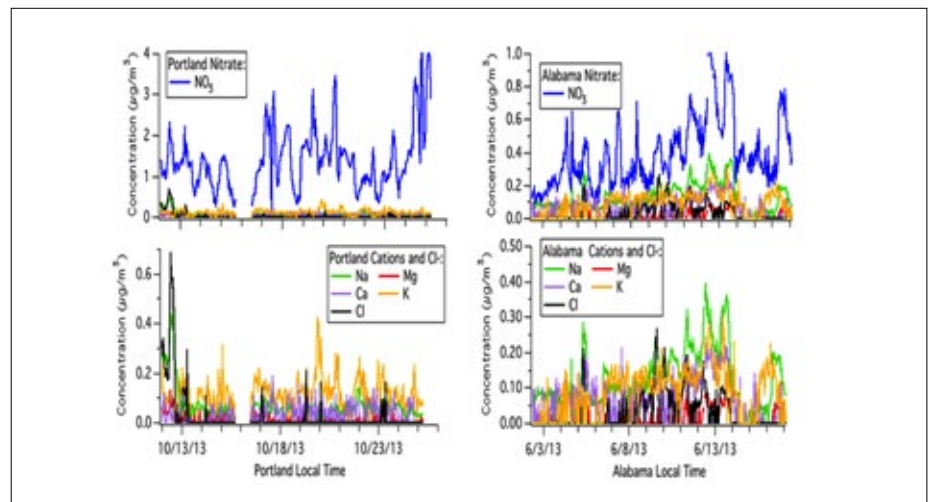 Portland Nitrate:
NO3
Concentration (µg/m3)
4
3
2
1
0
Alabama Nitrate:
NO3
Concentration (µg/m3)
1.0
0.8
0.6
0.4
0.2
0.0
Portland Cations and Cl-:
Na Mg
Ca K
Cl
Concentration (µg/m3)
0.6
0.4
0.2
0.0
10/13/13 10/18/13 10/23/13
Portland Local Time
Alabama Cations and Cl-:
Na Mg
Ca K
Cl
Concentration (µg/m3)
0.50
0.40
0.30
0.20
0.10
0.00
6/3/13 6/8/13 6/13/13
Alabama Local Time